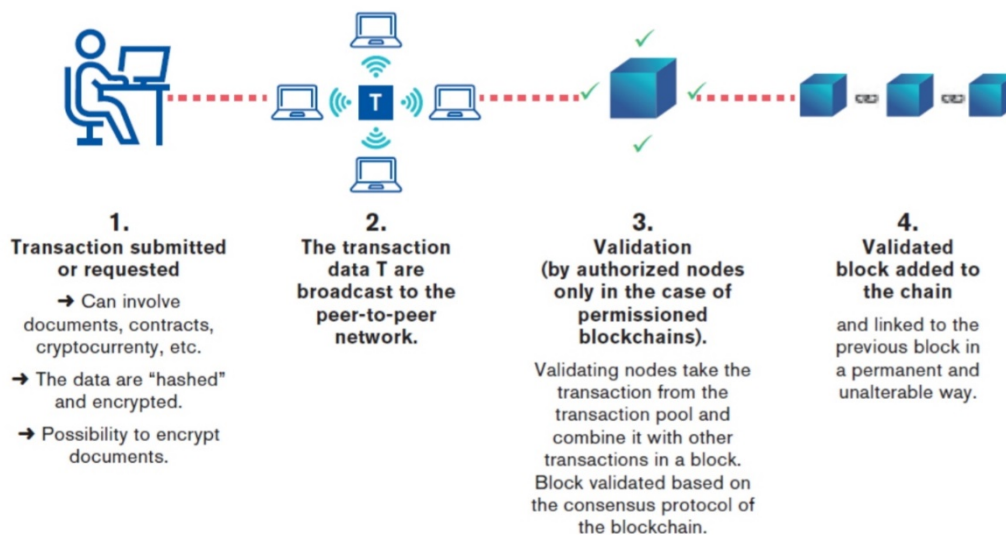 T
1.
Transaction submitted
or requested
➜ Can involve
documents, contracts,
cryptocurrenty, etc.
➜ The data are “hashed”
and encrypted.
➜ Possibility to encrypt
documents.
2.
The transaction
data T are
broadcast to the
peer-to-peer
network.
3.
Validation
(by authorized nodes
only in the case of
permissioned
blockchains).
Validating nodes take the
transaction from the
transaction pool and
combine it with other
transactions in a block.
Block validated based on
the consensus protocol of
of the blockchain.
4.
Validated
block added to
the chain
and linked to the
previous block in
a permanent and
unalterable way.